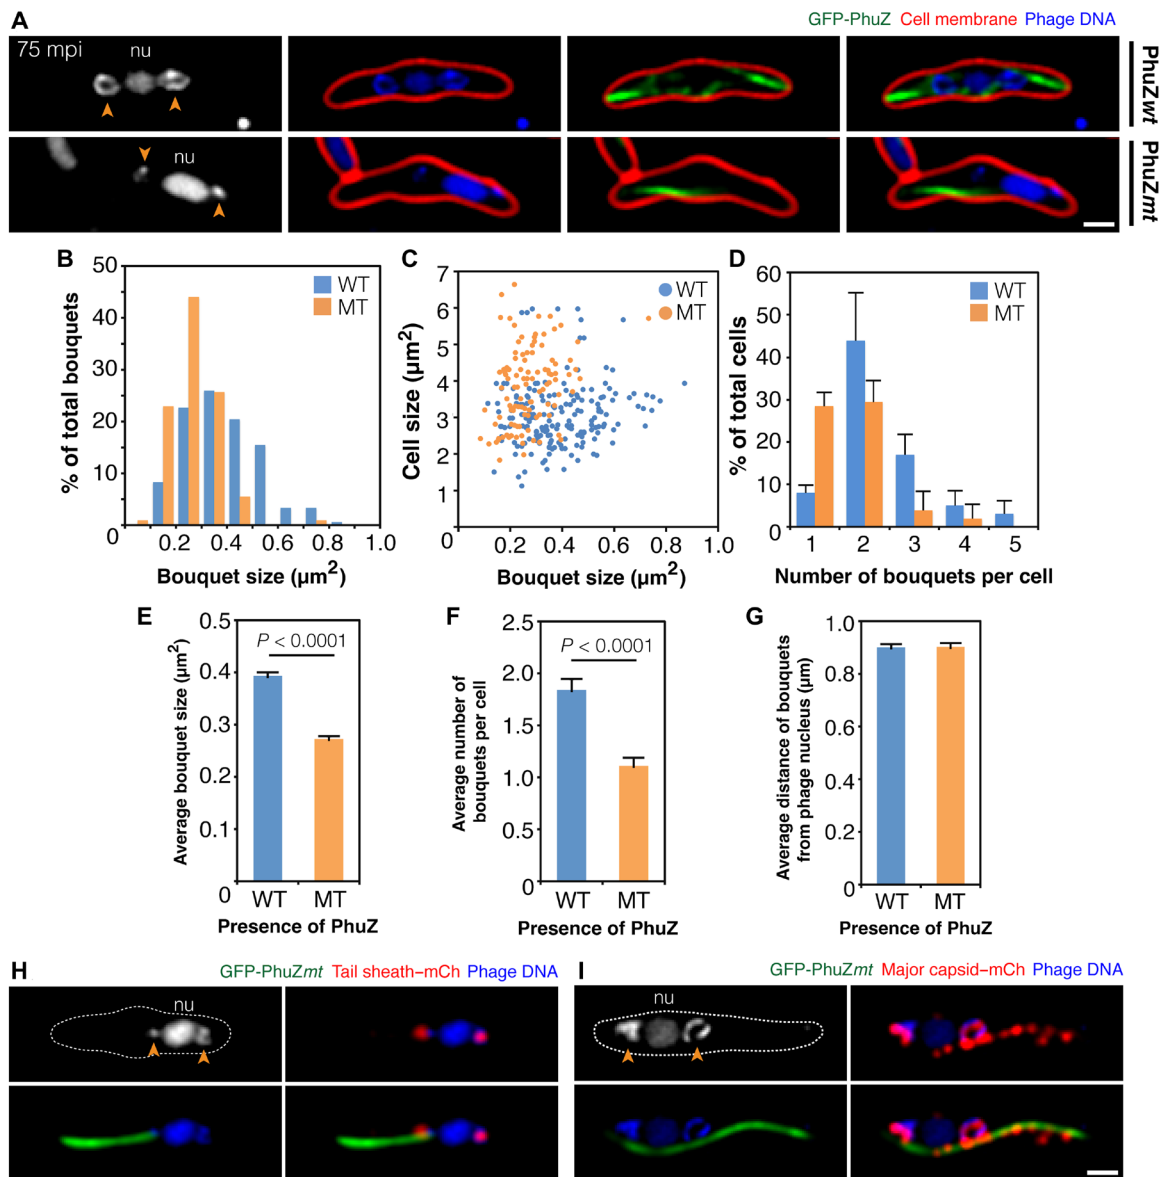 A
GFP-PhuZ Cell membrane Phage DNA
75 mpi
nu
PhuZwt
nu
PhuZmt
B
50
40
30
20
10
0
0.2 0.4 0.6 0.8 1.0
% of total bouquets
Bouquet size (µm²)
WT
MT
C
7
6
5
4
3
2
1
0
0.2 0.4 0.6 0.8 1.0
Cell size (µm²)
Bouquet size (µm²)
WT
MT
D
60
50
40
30
20
10
0
1 2 3 4 5
% of total cells
Number of bouquets per cell
WT
MT
E
0.5
0.4
0.3
0.2
0.1
0
P < 0.0001
Average bouquet size (µm²)
WT MT
Presence of PhuZ
F
2.5
2.0
1.5
1.0
0.5
0
P < 0.0001
Average number of
bouquets per cell
WT MT
Presence of PhuZ
G
1.0
0.8
0.6
0.4
0.2
0
Average distance of bouquets
from phage nucleus (µm)
WT MT
Presence of PhuZ
H
GFP-PhuZmt Tail sheath–mCh Phage DNA
nu
I
GFP-PhuZmt Major capsid–mCh Phage DNA
nu